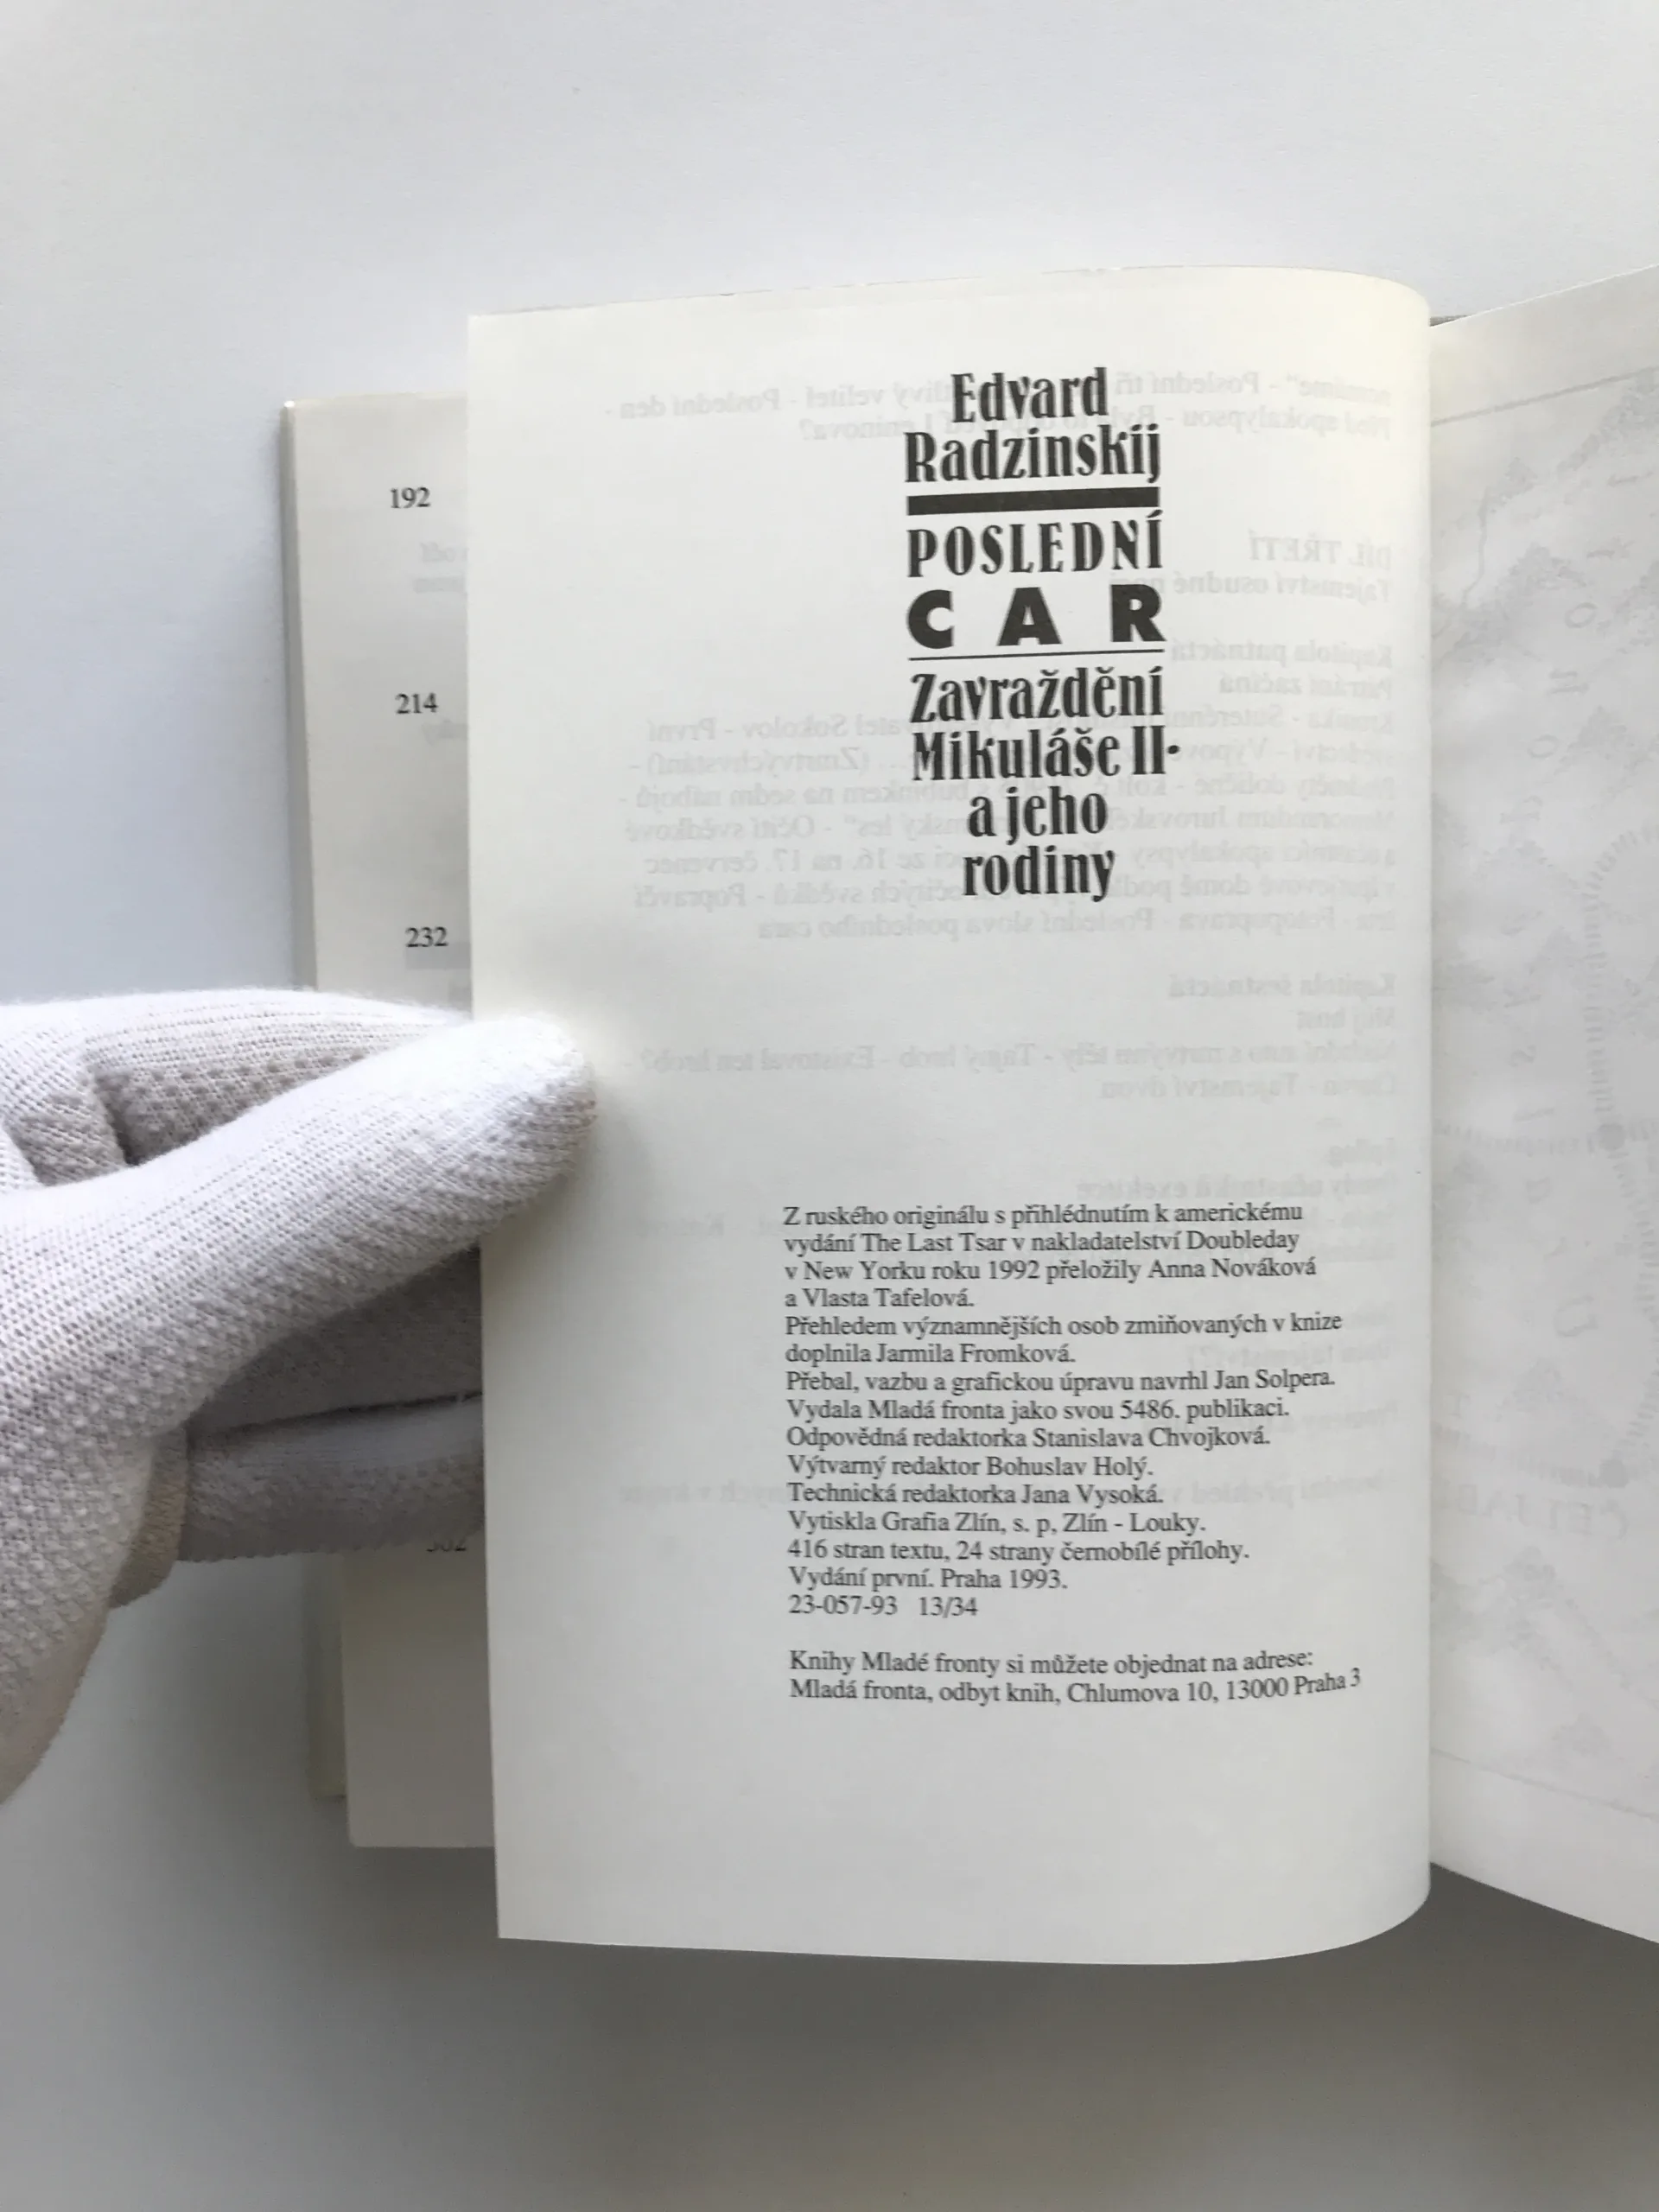 192
214
232
Edvard
Radzinskij
POSLEDNÍ
CAR
Zavraždění
Mikuláše II.
a jeho
rodiny
Z ruského originálu s přihlédnutím k americkému
vydání The Last Tsar v nakladatelství Doubleday
v New Yorku roku 1992 přeložily Anna Nováková
a Vlasta Tafelová.
Přehledem významnějších osob zmiňovaných v knize
doplnila Jarmila Fromková.
Přebal, vazbu a grafickou úpravu navrhl Jan Solpera.
Vydala Mladá fronta jako svou 5486. publikaci.
Odpovědná redaktorka Stanislava Chvojková.
Výtvarný redaktor Bohuslav Holý.
Technická redaktorka Jana Vysoká.
Vytiskla Grafia Zlín, s. p, Zlín - Louky.
416 stran textu, 24 strany černobílé přílohy.
Vydání první. Praha 1993.
23-057-93 13/34
Knihy Mladé fronty si můžete objednat na adrese:
Mladá fronta, odbyt knih, Chlumova 10, 13000 Praha 3